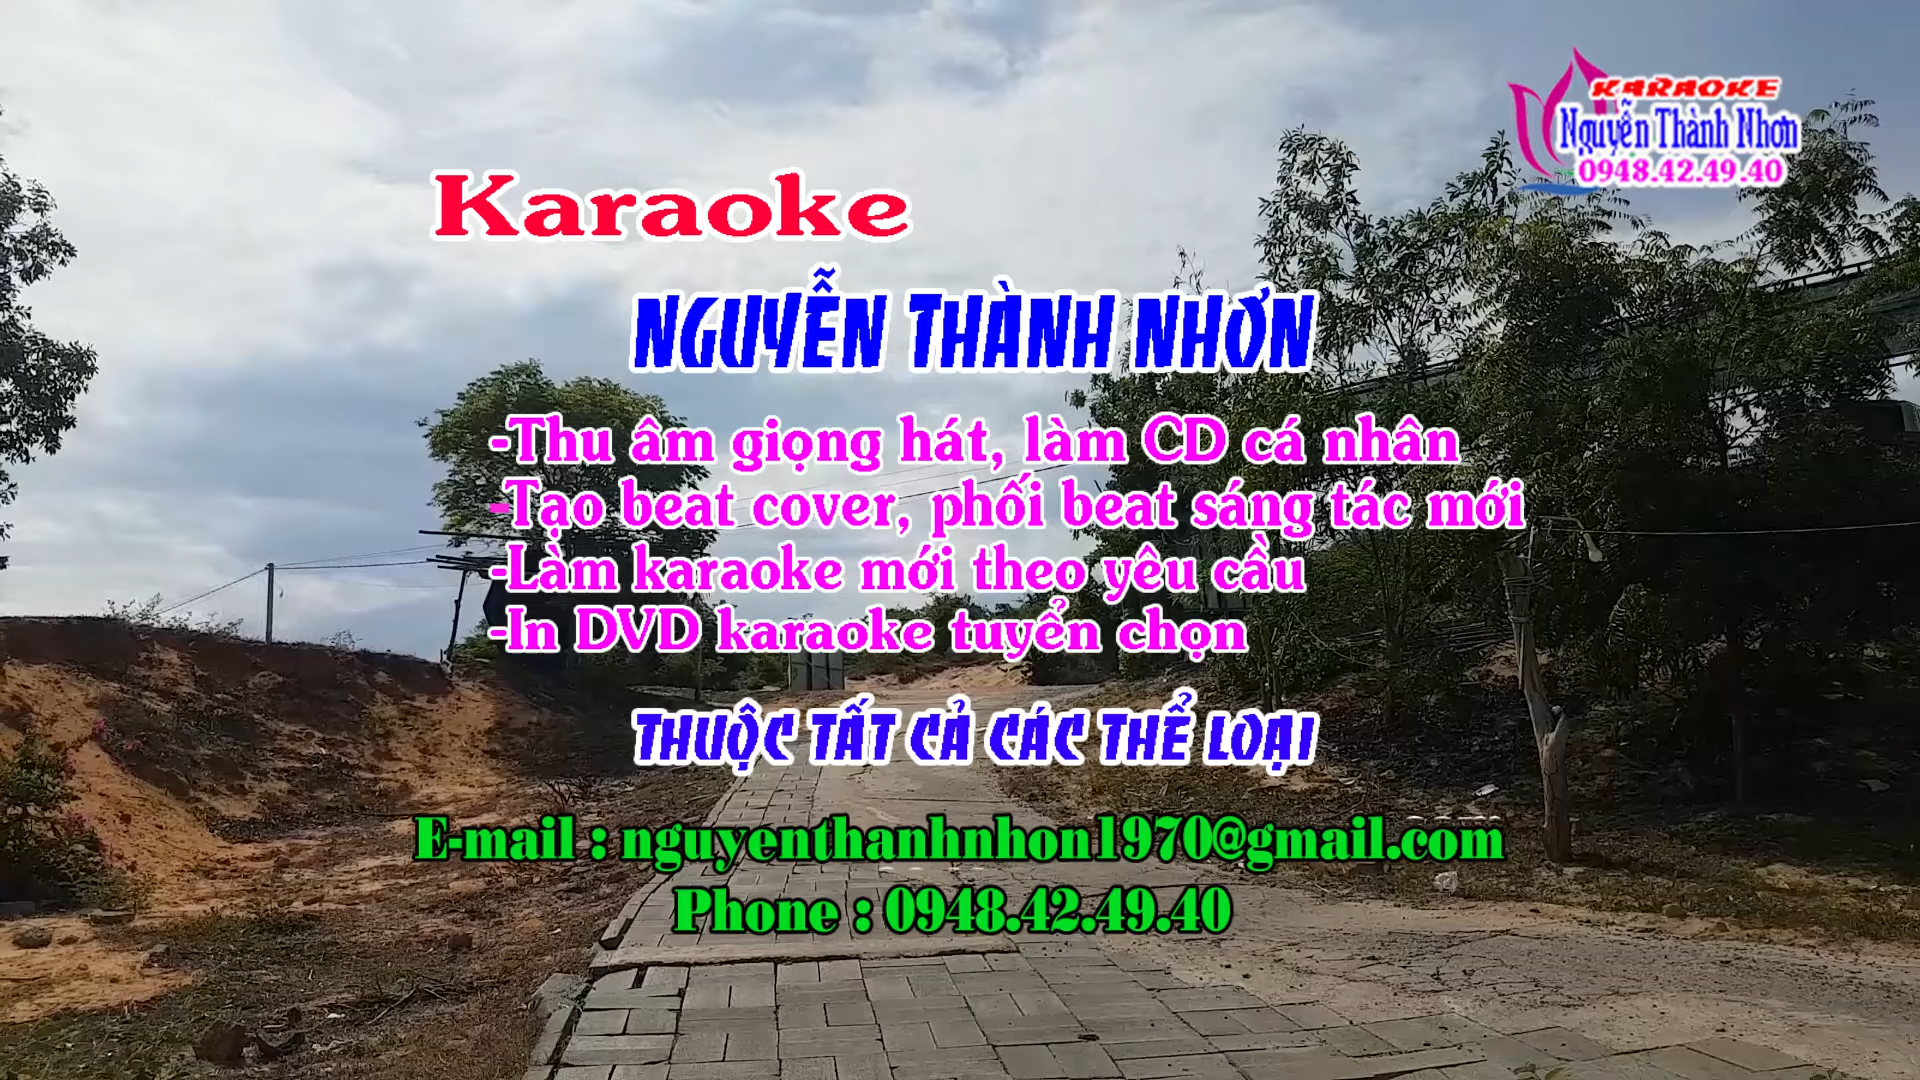 KARAOKE
Nguyễn Thành Nhơn
0948.42.49.40
Karaoke
NGUYỄN THÀNH NHƠN
-Thu âm giọng hát, làm CD cá nhân
-Tạo beat cover, phối beat sáng tác mới
-Làm karaoke mới theo yêu cầu
-In DVD karaoke tuyển chọn
THUỘC TẤT CẢ CÁC THỂ LOẠI
E-mail : nguyenthanhnhon1970@gmail.com
Phone : 0948.42.49.40